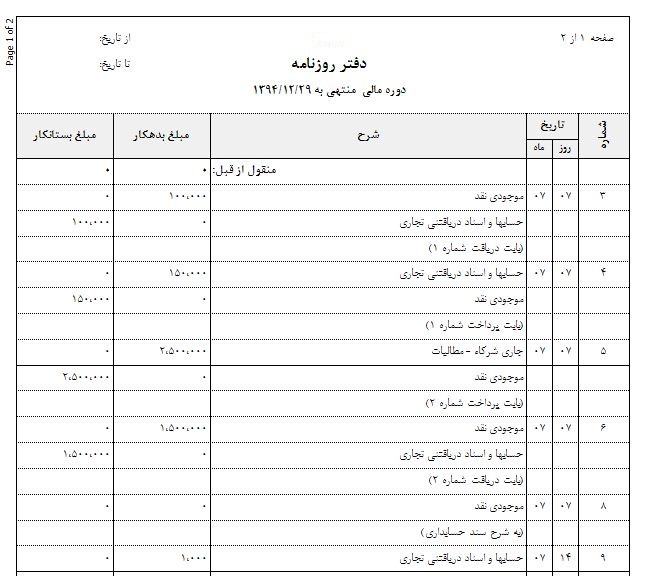 Page 1 of 2
صفحه ۱ از ۲
از تاریخ:
دفتر روزنامه
تا تاریخ:
دوره مالی منتهی به ۱۳۹۴/۱۲/۲۹
شماره تاریخ شرح مبلغ بدهکار مبلغ بستانکار
روز ماه
منقول از قبل: ۰ ۰
۳ ۰۷ ۰۷ موجودی نقد ۱۰۰,۰۰۰ ۰
حسابها و اسناد دریافتنی تجاری ۰ ۱۰۰,۰۰۰
(بابت دریافت شماره ۱)
۴ ۰۷ ۰۷ حسابها و اسناد دریافتنی تجاری ۱۵۰,۰۰۰ ۰
موجودی نقد ۰ ۱۵۰,۰۰۰
(بابت پرداخت شماره ۱)
۵ ۰۷ ۰۷ جاری شرکاء -مطالبات ۲,۵۰۰,۰۰۰ ۰
موجودی نقد ۰ ۲,۵۰۰,۰۰۰
(بابت پرداخت شماره ۲)
۶ ۰۷ ۰۷ موجودی نقد ۱,۵۰۰,۰۰۰ ۰
حسابها و اسناد دریافتنی تجاری ۰ ۱,۵۰۰,۰۰۰
(بابت دریافت شماره ۲)
۸ ۰۷ ۰۷ موجودی نقد ۰ ۰
(به شرح سند حسابداری)
۹ ۱۴ ۰۷ حسابها و اسناد دریافتنی تجاری ۱,۰۰۰ ۰